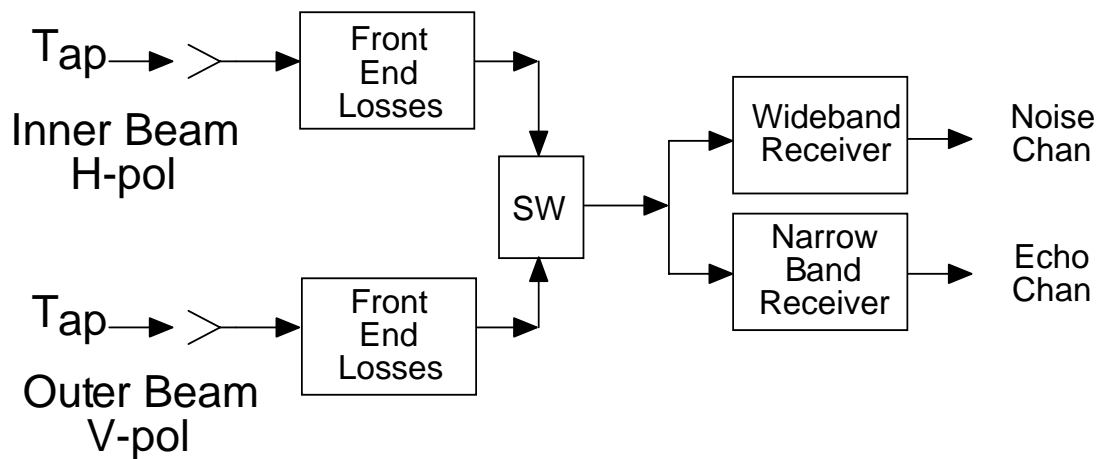 Tap
Inner Beam
H-pol
Front
End
Losses
SW
Wideband
Receiver
Noise
Chan
Narrow
Band
Receiver
Echo
Chan
Tap
Outer Beam
V-pol
Front
End
Losses